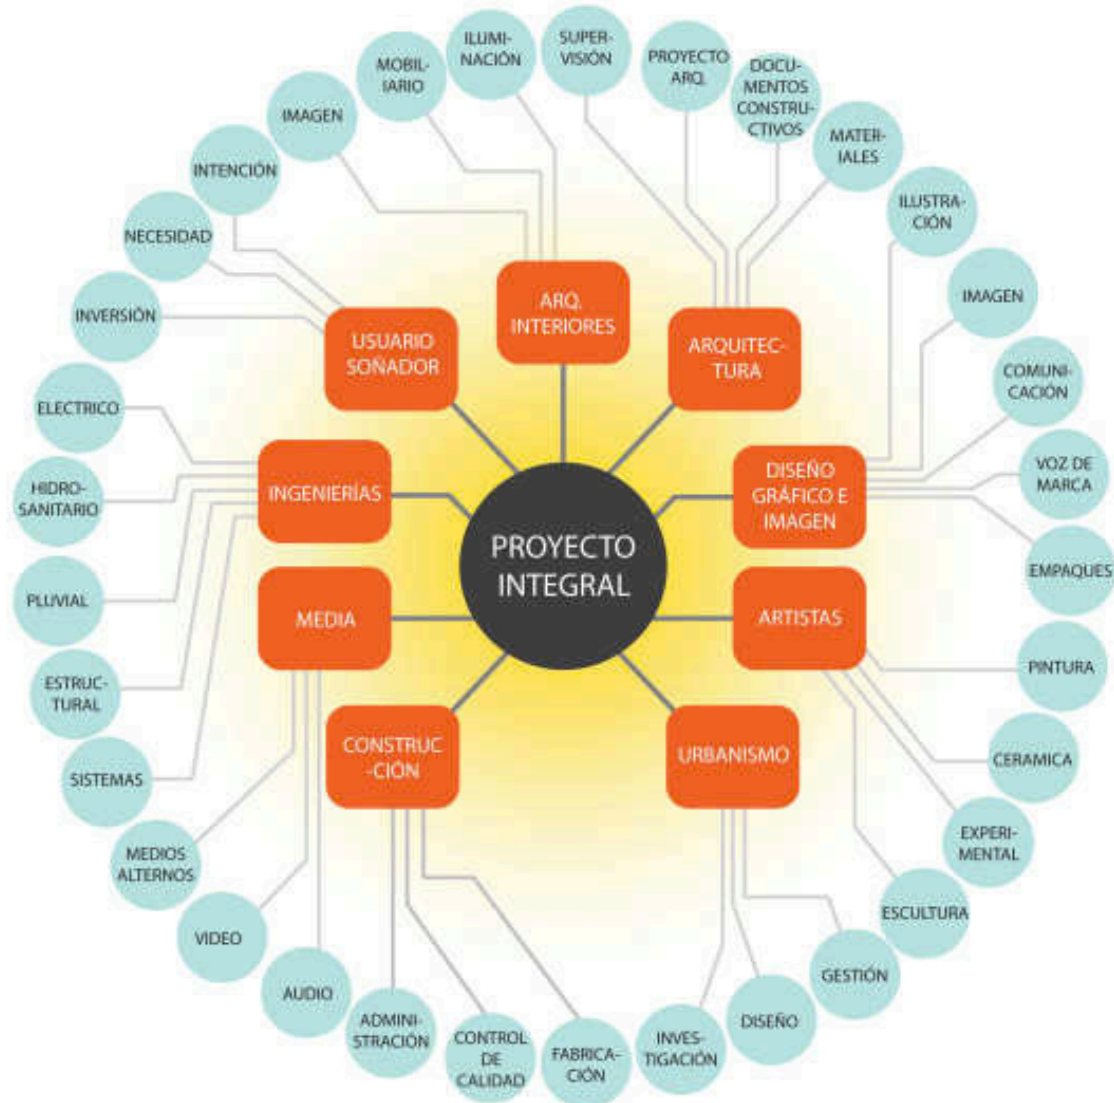 PROYECTO
INTEGRAL
ARQ.
INTERIORES
ARQUITEC-
TURA
DISEÑO
GRÁFICO E
IMAGEN
ARTISTAS
URBANISMO
CONSTRUC
-CIÓN
MEDIA
INGENIERÍAS
USUARIO
SOÑADOR
ILUMI-
NACIÓN
SUPER-
VISIÓN
PROYECTO
ARQ.
DOCU-
MENTOS
CONSTRU-
CTIVOS
MATER-
IALES
ILUSTRA-
CIÓN
IMAGEN
COMUNI-
CACIÓN
VOZ DE
MARCA
EMPAQUES
PINTURA
CERAMICA
EXPERI-
MENTAL
ESCULTURA
GESTIÓN
DISEÑO
INVES-
TIGACIÓN
FABRICA-
CIÓN
CONTROL
DE
CALIDAD
ADMINI-
STRACIÓN
AUDIO
VIDEO
MEDIOS
ALTERNOS
SISTEMAS
ESTRUC-
TURAL
PLUVIAL
HIDRO-
SANITARIO
ELECTRICO
INVERSIÓN
NECESIDAD
INTENCIÓN
IMAGEN
MOBIL-
IARIO